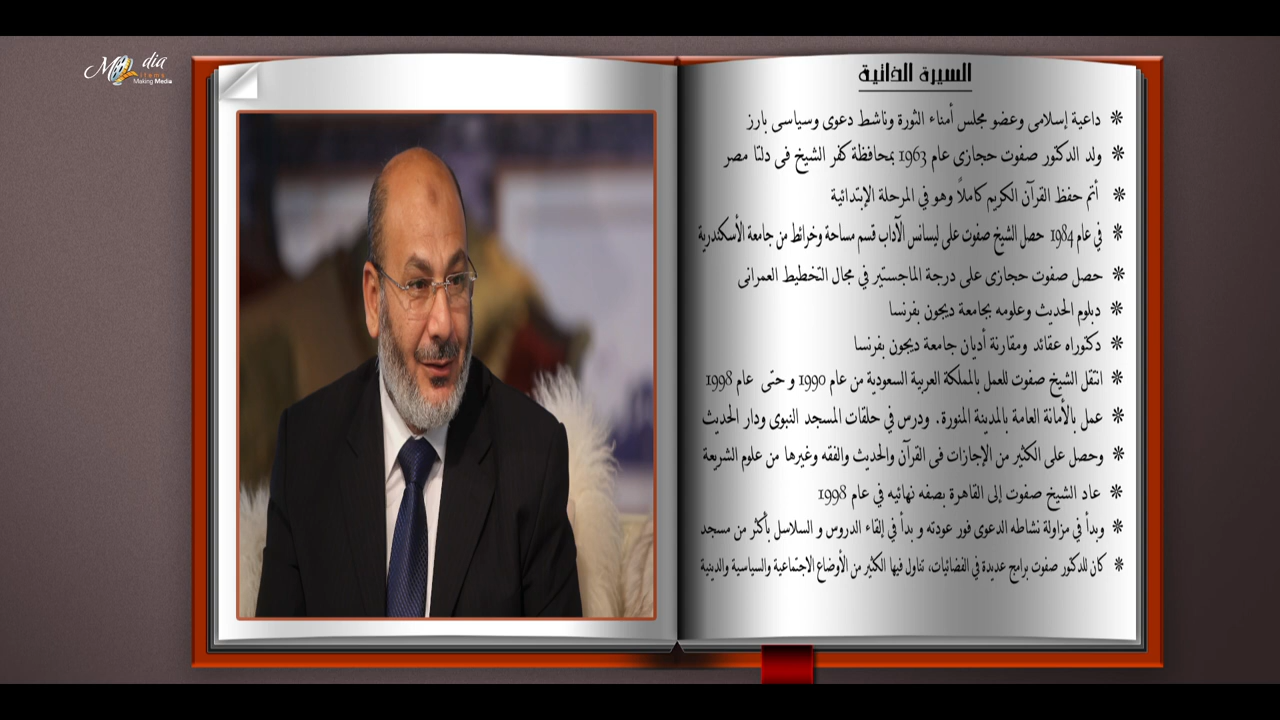 Media
items
Making Media
السيرة الذاتية
❋ داعية إسلامى وعضو مجلس أمناء الثورة وناشط دعوى وسياسى بارز
❋ ولد الدكتور صفوت حجازى عام 1963 بمحافظة كفر الشيخ فى دلتا مصر
❋ أتم حفظ القرآن الكريم كاملاً وهو في المرحلة الإبتدائية
❋ في عام 1984 حصل الشيخ صفوت على ليسانس الآداب قسم مساحة وخرائط من جامعة الأسكندرية
❋ حصل صفوت حجازى على درجة الماجستير في مجال التخطيط العمرانى
❋ دبلوم الحديث وعلومه بجامعة ديجون بفرنسا
❋ دكتوراه عقائد ومقارنة أديان جامعة ديجون بفرنسا
❋ انتقل الشيخ صفوت للعمل بالمملكة العربية السعودية من عام 1990 و حتى عام 1998
❋ عمل بالأمانة العامة بالمدينة المنورة. ودرس في حلقات المسجد النبوى ودار الحديث
❋ وحصل على الكثير من الإجازات فى القرآن والحديث والفقه وغيرها من علوم الشريعة
❋ عاد الشيخ صفوت إلى القاهرة بصفه نهائيه في عام 1998
❋ وبدأ في مزاولة نشاطه الدعوى فور عودته و بدأ في إلقاء الدروس و السلاسل بأكثر من مسجد
❋ كان للدكتور صفوت برامج عديدة في الفضائيات، تناول فيها الكثير من الأوضاع الاجتماعية والسياسية والدينية